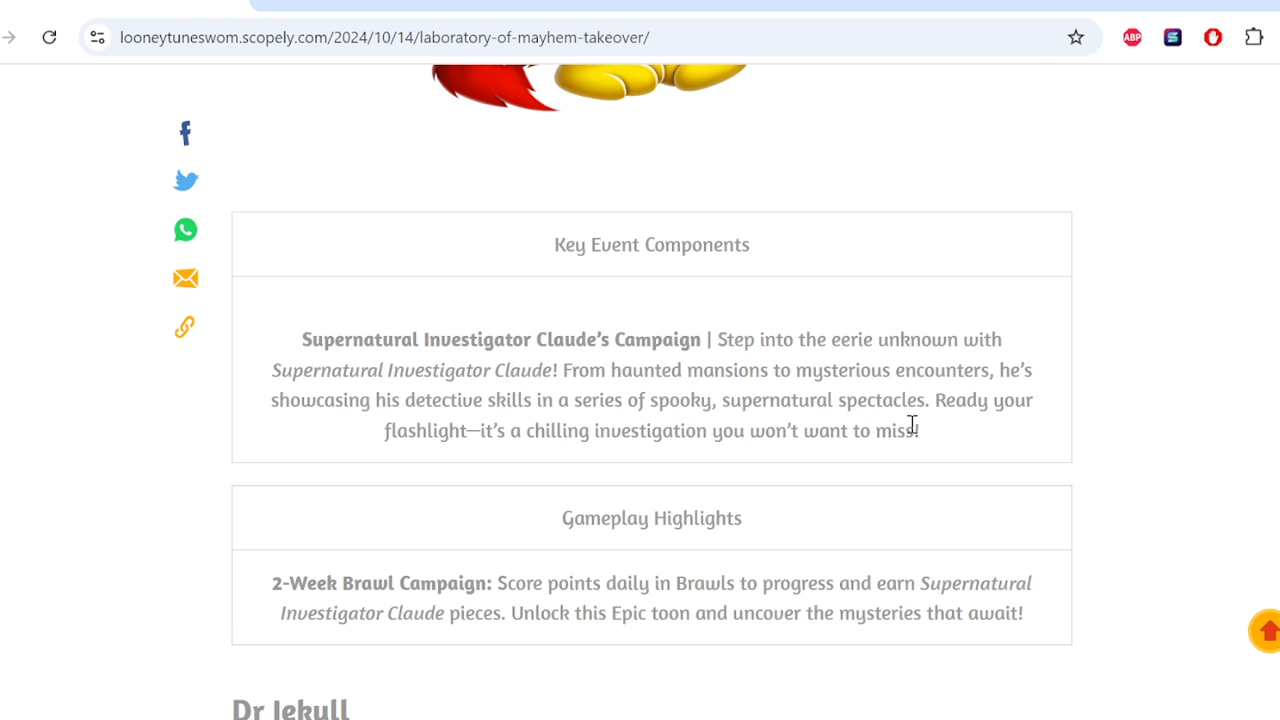 looneytuneswom.scopely.com/2024/10/14/laboratory-of-mayhem-takeover/
ABP
Key Event Components
Supernatural Investigator Claude’s Campaign | Step into the eerie unknown with
Supernatural Investigator Claude! From haunted mansions to mysterious encounters, he’s
showcasing his detective skills in a series of spooky, supernatural spectacles. Ready your
flashlight—it’s a chilling investigation you won’t want to miss!
Gameplay Highlights
2-Week Brawl Campaign: Score points daily in Brawls to progress and earn Supernatural
Investigator Claude pieces. Unlock this Epic toon and uncover the mysteries that await!
Dr Jekyll